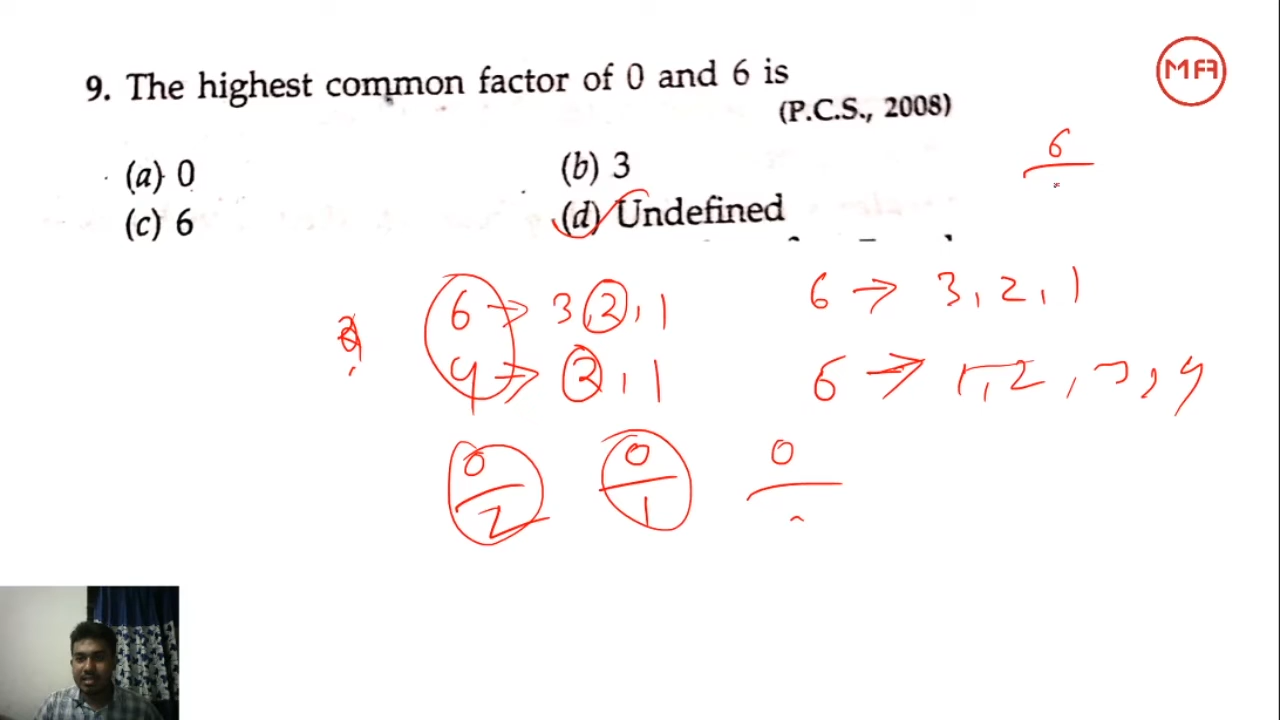 MFA
9. The highest common factor of 0 and 6 is
(P.C.S., 2008)
(a) 0 (b) 3
(c) 6 (d) Undefined
6
6 → 3, 2, 1 6 → 3, 2, 1
4 → 2, 1 6 → 1, 2, 3, 4
0 0 0
2 1